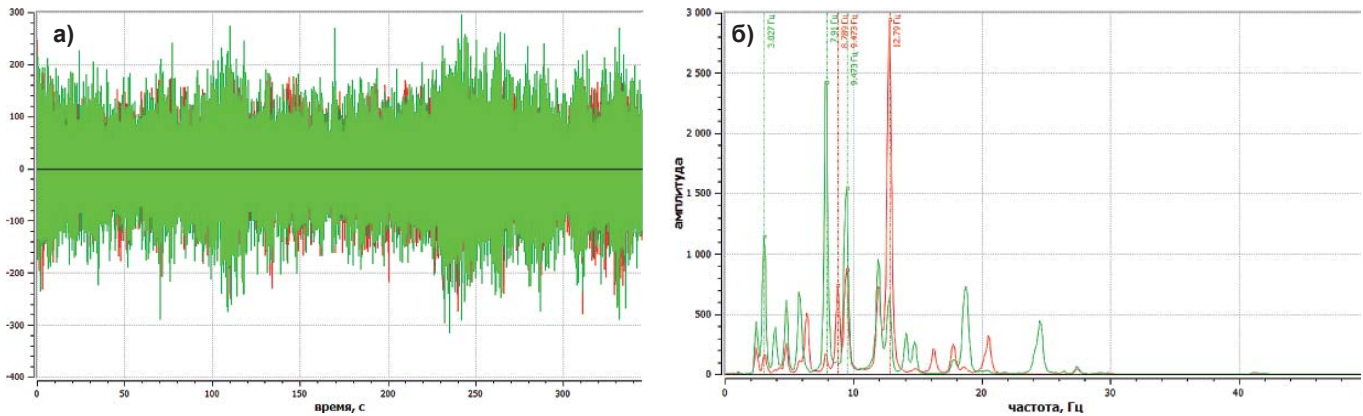 а)
300
200
100
0
-100
-200
-300
-400
0
50
100
150
200
250
300
время, с
б)
3 000
2 500
2 000
1 500
1 000
500
0
амплитуда
3.027 Гц
7.91 Гц
8.789 Гц
9.473 Гц
9.473 Гц
12.79 Гц
0
10
20
30
40
частота, Гц